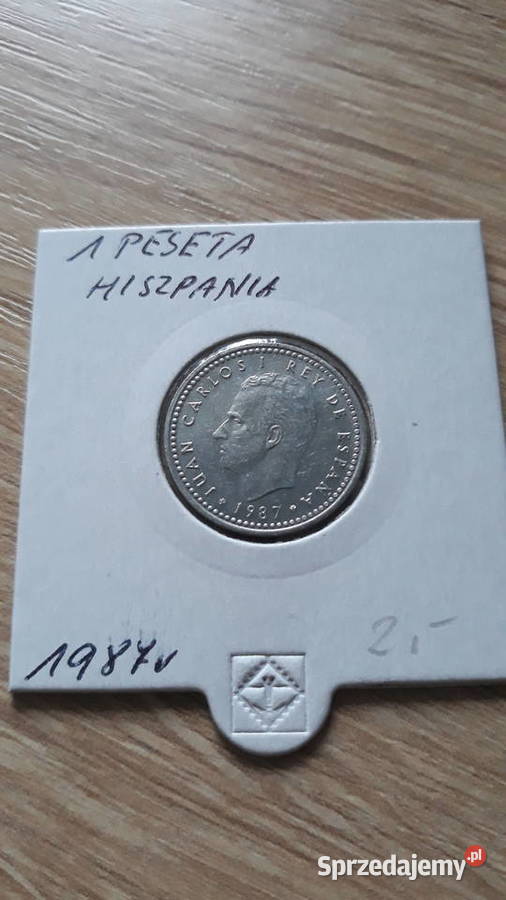 1 PESETA
HISZPANIA
JUAN CARLOS I REY DE ESPAÑA
* 1987 *
1987r
2,-
Sprzedajemy.pl